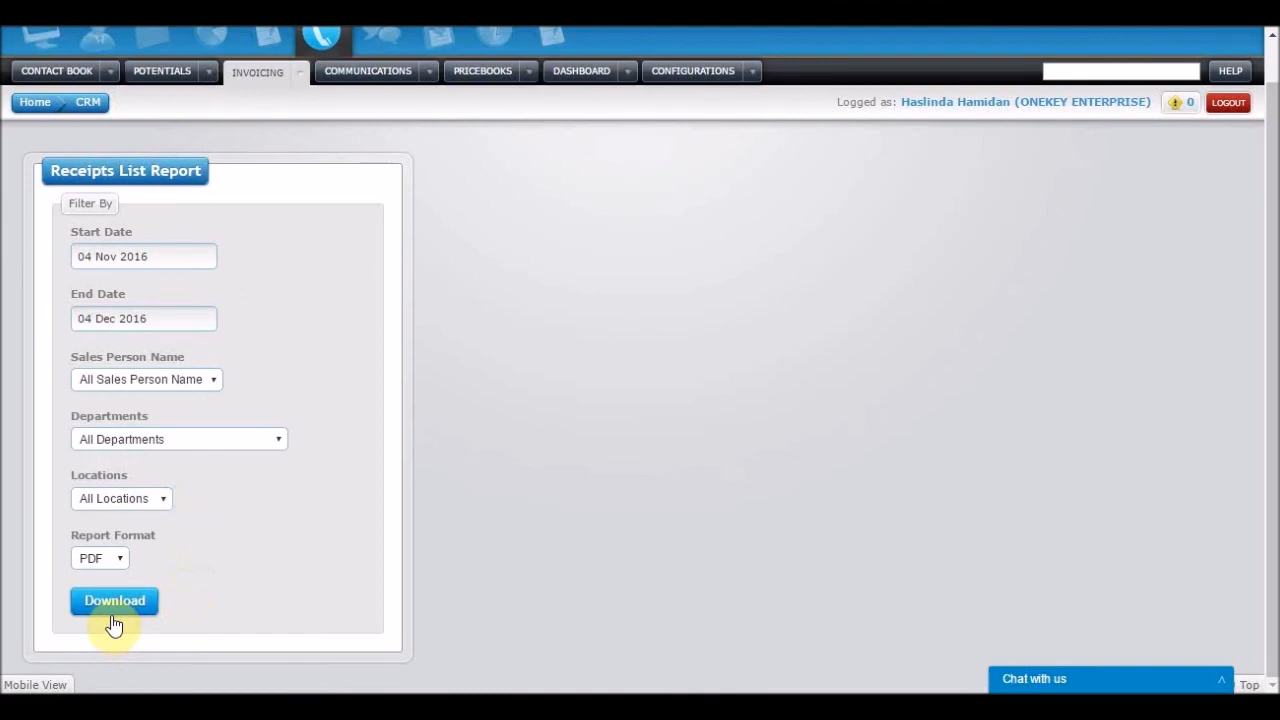 CONTACT BOOK POTENTIALS INVOICING COMMUNICATIONS PRICEBOOKS DASHBOARD CONFIGURATIONS HELP
Home CRM Logged as: Haslinda Hamidan (ONEKEY ENTERPRISE) 0 LOGOUT
Receipts List Report
Filter By
Start Date
04 Nov 2016
End Date
04 Dec 2016
Sales Person Name
All Sales Person Name
Departments
All Departments
Locations
All Locations
Report Format
PDF
Download
Mobile View Chat with us Top